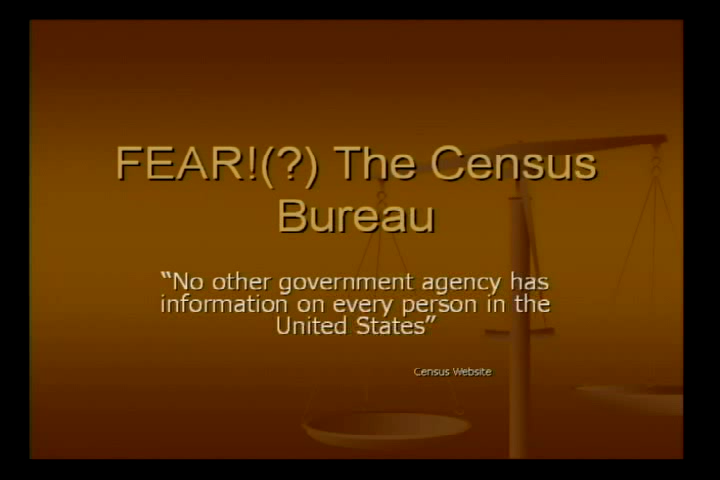 FEAR!(?) The Census
Bureau
“No other government agency has
information on every person in the
United States”
Census Website